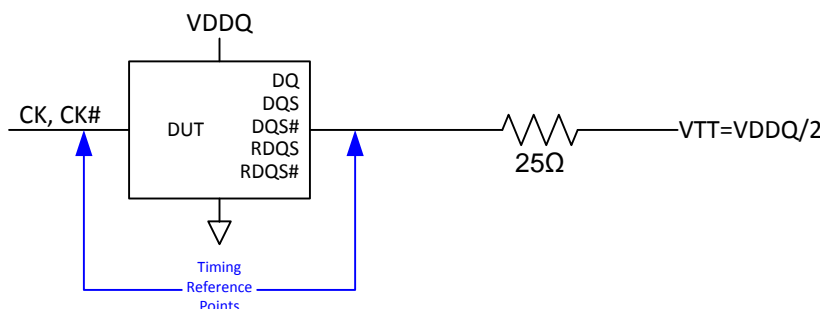 VDDQ
CK, CK#
DUT
DQ
DQS
DQS#
RDQS
RDQS#
25Ω
VTT=VDDQ/2
Timing
Reference
Points